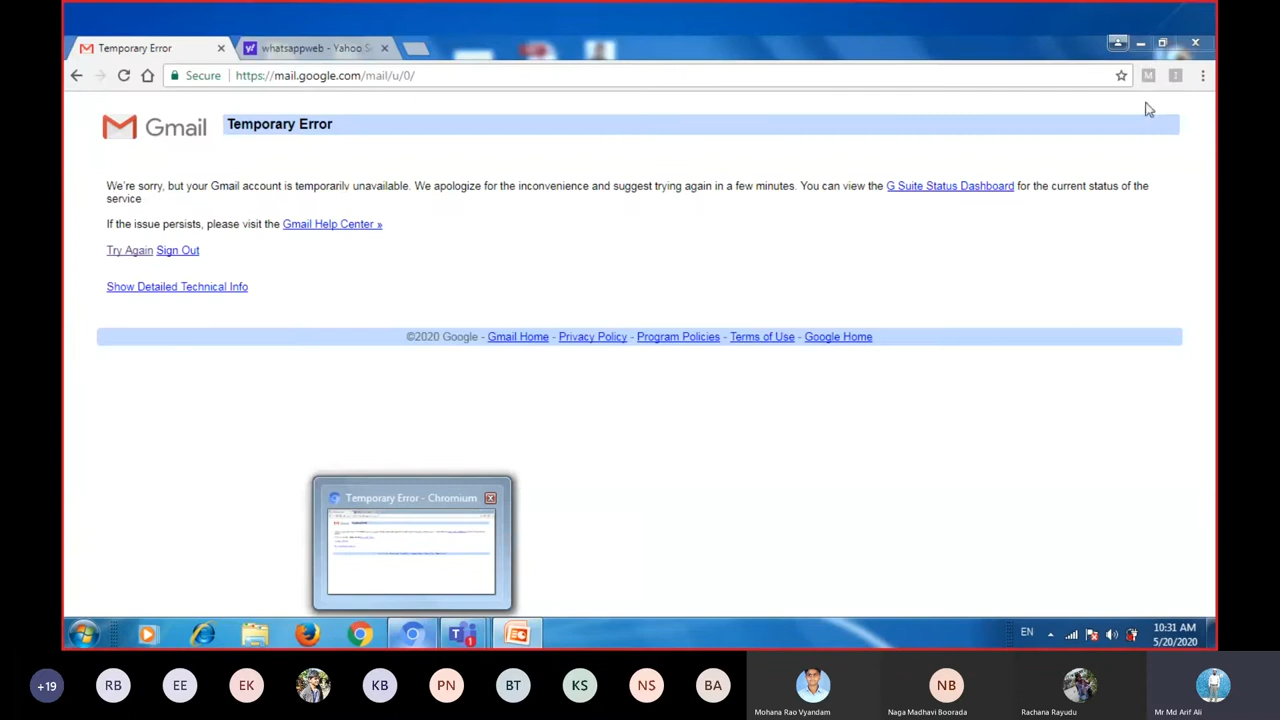 Temporary Error
whatsappweb - Yahoo S
Secure
https://mail.google.com/mail/u/0/
Gmail
Temporary Error
We're sorry, but your Gmail account is temporarily unavailable. We apologize for the inconvenience and suggest trying again in a few minutes. You can view the G Suite Status Dashboard for the current status of the
service
If the issue persists, please visit the Gmail Help Center »
Try Again Sign Out
Show Detailed Technical Info
©2020 Google - Gmail Home - Privacy Policy - Program Policies - Terms of Use - Google Home
Temporary Error - Chromium
EN
10:31 AM
5/20/2020
+19
RB
EE
EK
KB
PN
BT
KS
NS
BA
NB
Mohana Rao Vyandam
Naga Madhavi Boorada
Rachana Rayudu
Mr Md Arif Ali